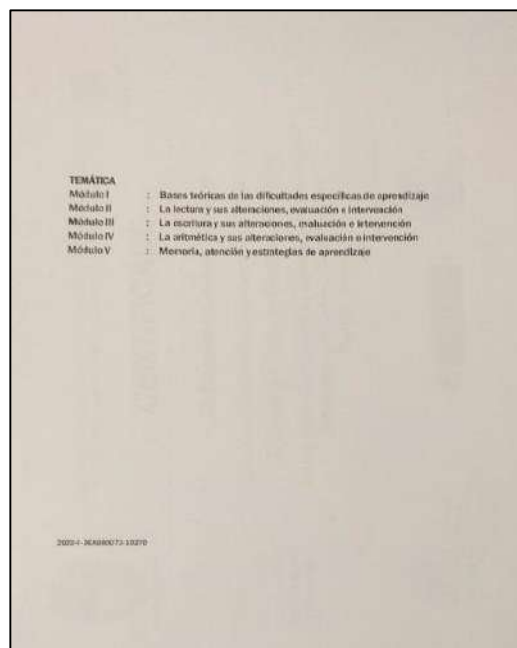 TEMÁTICA
Módulo I : Bases teóricas de las dificultades específicas de aprendizaje
Módulo II : La lectura y sus alteraciones, evaluación e intervención
Módulo III : La escritura y sus alteraciones, evaluación e intervención
Módulo IV : La aritmética y sus alteraciones, evaluación e intervención
Módulo V : Memoria, atención y estrategias de aprendizaje